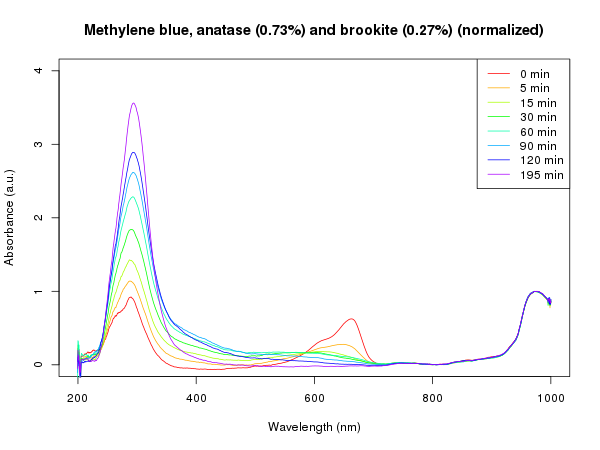 Methylene blue, anatase (0.73%) and brookite (0.27%) (normalized)
0 min
5 min
15 min
30 min
60 min
90 min
120 min
195 min
Absorbance (a.u.)
4
3
2
1
0
200 400 600 800 1000
Wavelength (nm)